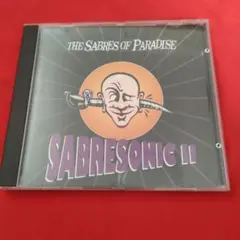 THE SABRES OF PARADISE
SABRESONIC II